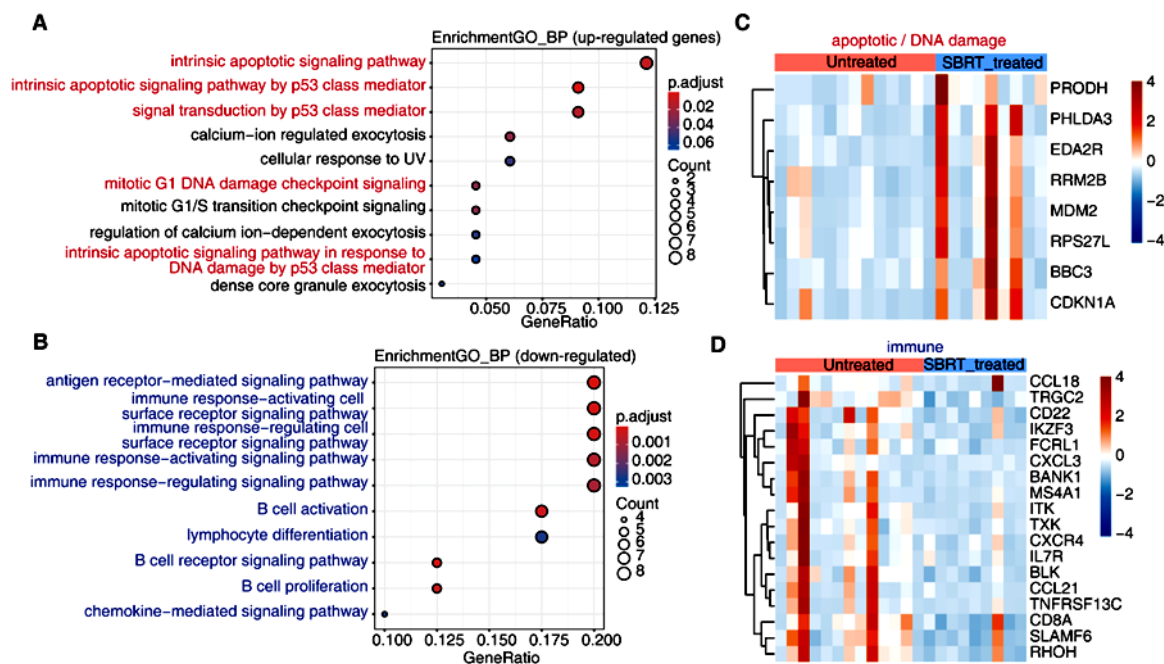 A
EnrichmentGO_BP (up-regulated genes)
intrinsic apoptotic signaling pathway
intrinsic apoptotic signaling pathway by p53 class mediator
signal transduction by p53 class mediator
calcium-ion regulated exocytosis
cellular response to UV
mitotic G1 DNA damage checkpoint signaling
mitotic G1/S transition checkpoint signaling
regulation of calcium ion-dependent exocytosis
intrinsic apoptotic signaling pathway in response to
DNA damage by p53 class mediator
dense core granule exocytosis
0.050 0.075 0.100 0.125
GeneRatio
p.adjust
0.02
0.04
0.06
Count
2
3
4
5
6
7
8
B
EnrichmentGO_BP (down-regulated)
antigen receptor-mediated signaling pathway
immune response-activating cell
surface receptor signaling pathway
immune response-regulating cell
surface receptor signaling pathway
immune response-activating signaling pathway
immune response-regulating signaling pathway
B cell activation
lymphocyte differentiation
B cell receptor signaling pathway
B cell proliferation
chemokine-mediated signaling pathway
0.100 0.125 0.150 0.175 0.200
GeneRatio
p.adjust
0.001
0.002
0.003
Count
4
5
6
7
8
C
apoptotic / DNA damage
Untreated SBRT_treated
PRODH
PHLDA3
EDA2R
RRM2B
MDM2
RPS27L
BBC3
CDKN1A
4
2
0
-2
-4
D
immune
Untreated SBRT_treated
CCL18
TRGC2
CD22
IKZF3
FCRL1
CXCL3
BANK1
MS4A1
ITK
TXK
CXCR4
IL7R
BLK
CCL21
TNFRSF13C
CD8A
SLAMF6
RHOH
4
2
0
-2
-4